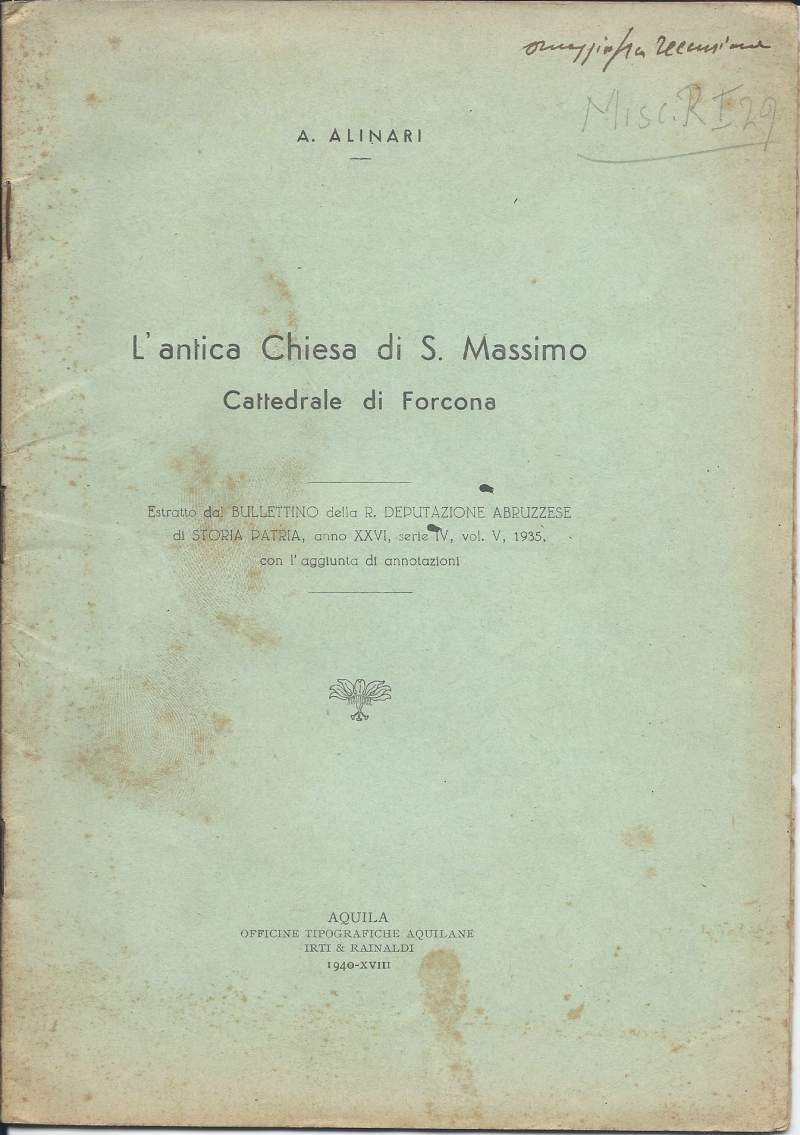 omaggio per recensione
Misc. R I 29
A. ALINARI
L'antica Chiesa di S. Massimo
Cattedrale di Forcona
Estratto dal BULLETTINO della R. DEPUTAZIONE ABRUZZESE
di STORIA PATRIA, anno XXVI, serie IV, vol. V, 1935,
con l'aggiunta di annotazioni
AQUILA
OFFICINE TIPOGRAFICHE AQUILANE
IRTI & RAINALDI
1940-XVIII